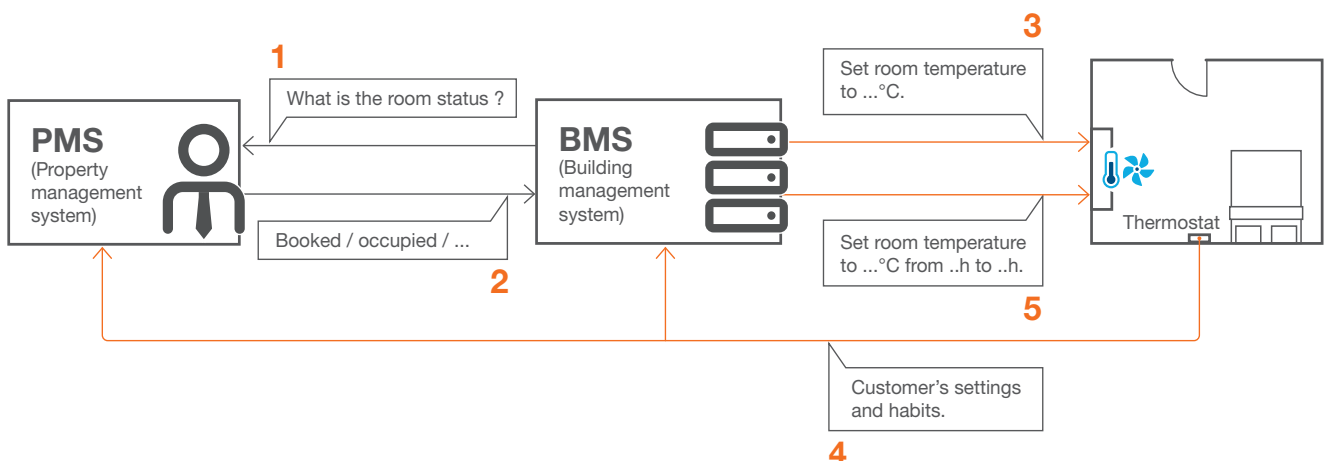 1
What is the room status ?
PMS
(Property
management
system)
2
Booked / occupied / ...
BMS
(Building
management
system)
3
Set room temperature
to ...°C.
Thermostat
4
Customer's settings
and habits.
5
Set room temperature
to ...°C from ..h to ..h.